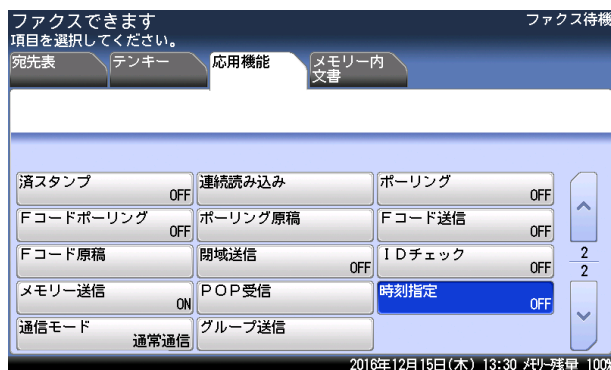 ファクスできます
ファクス待機
項目を選択してください。
宛先表
テンキー
応用機能
メモリー内
文書
済スタンプ
OFF
連続読み込み
ポーリング
OFF
Fコードポーリング
OFF
ポーリング原稿
Fコード送信
OFF
Fコード原稿
閉域送信
OFF
IDチェック
OFF
2
2
メモリー送信
ON
POP受信
時刻指定
OFF
通信モード
通常通信
グループ送信
2016年12月15日(木) 13:30 メモリー残量 100%